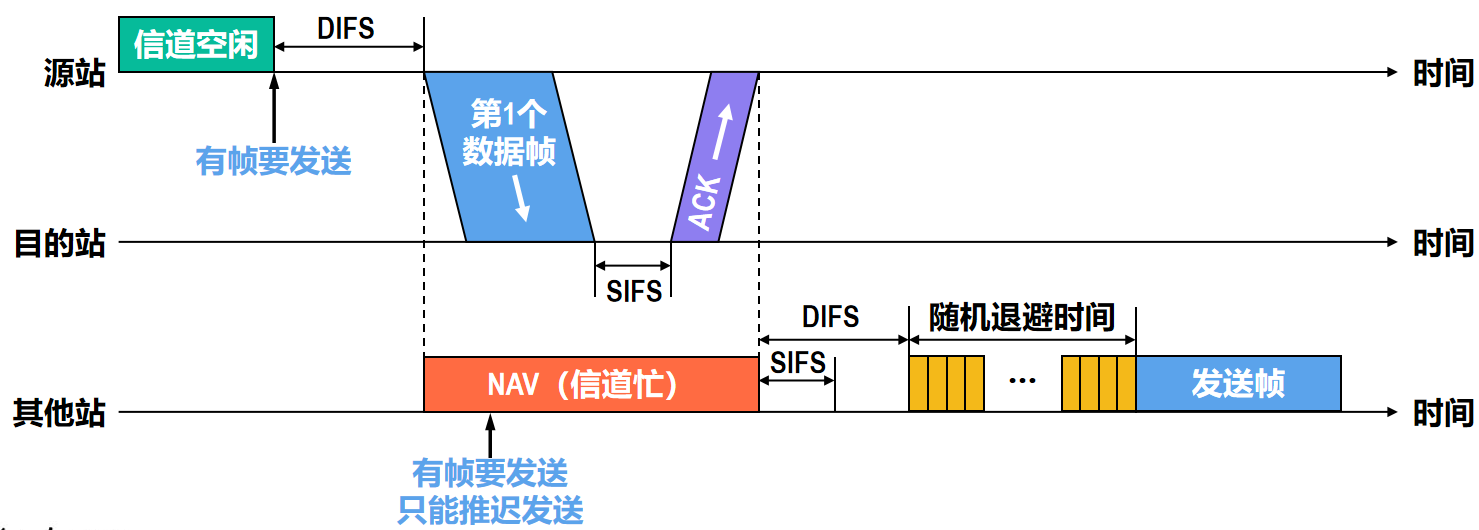 信道空闲
DIFS
源站
时间
有帧要发送
第1个
数据帧
ACK
目的站
时间
SIFS
DIFS
随机退避时间
SIFS
NAV（信道忙）
...
发送帧
其他站
时间
有帧要发送
只能推迟发送